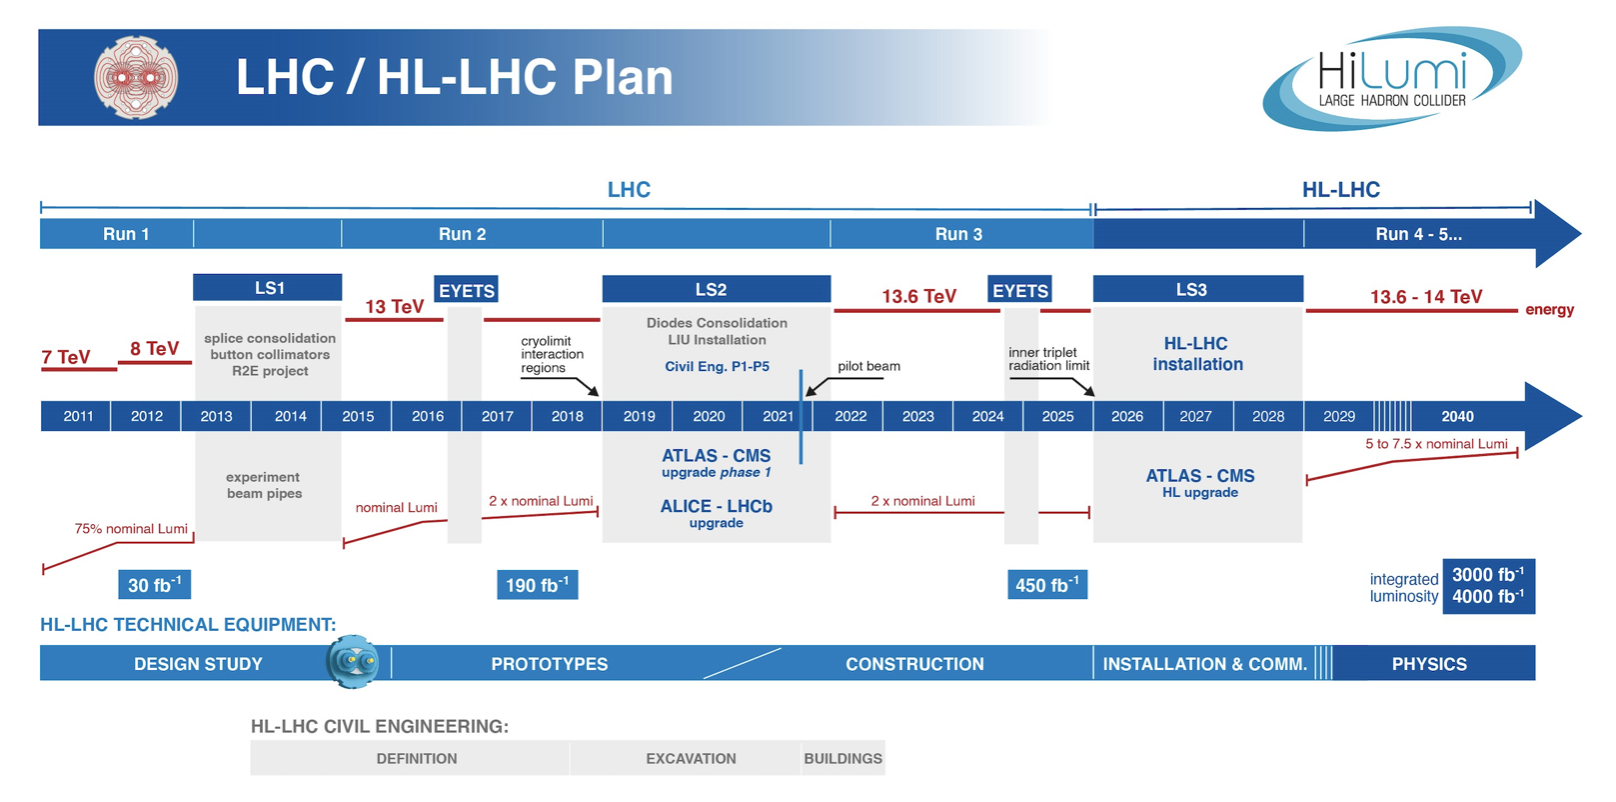 LHC / HL-LHC Plan
HiLumi
LARGE HADRON COLLIDER
LHC
HL-LHC
Run 1
Run 2
Run 3
Run 4 - 5...
LS1
EYETS
LS2
EYETS
LS3
13 TeV
13.6 TeV
13.6 - 14 TeV
energy
7 TeV
8 TeV
splice consolidation
button collimators
R2E project
cryolimit
interaction
regions
Diodes Consolidation
LIU Installation
Civil Eng. P1-P5
pilot beam
inner triplet
radiation limit
HL-LHC
installation
2011
2012
2013
2014
2015
2016
2017
2018
2019
2020
2021
2022
2023
2024
2025
2026
2027
2028
2029
2040
5 to 7.5 x nominal Lumi
experiment
beam pipes
ATLAS - CMS
upgrade phase 1
ALICE - LHCb
upgrade
ATLAS - CMS
HL upgrade
75% nominal Lumi
nominal Lumi
2 x nominal Lumi
2 x nominal Lumi
30 fb-1
190 fb-1
450 fb-1
integrated
luminosity
3000 fb-1
4000 fb-1
HL-LHC TECHNICAL EQUIPMENT:
DESIGN STUDY
PROTOTYPES
CONSTRUCTION
INSTALLATION & COMM.
PHYSICS
HL-LHC CIVIL ENGINEERING:
DEFINITION
EXCAVATION
BUILDINGS